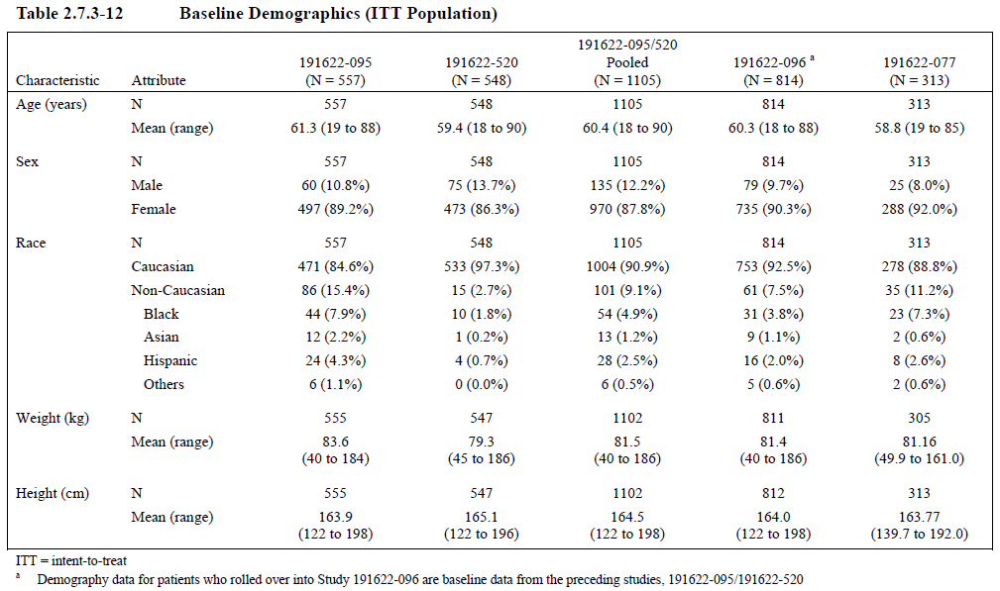 Table 2.7.3-12 Baseline Demographics (ITT Population)
191622-095/520
191622-095 191622-520 Pooled 191622-096 a 191622-077
Characteristic Attribute (N = 557) (N = 548) (N = 1105) (N = 814) (N = 313)
Age (years) N 557 548 1105 814 313
Mean (range) 61.3 (19 to 88) 59.4 (18 to 90) 60.4 (18 to 90) 60.3 (18 to 88) 58.8 (19 to 85)
Sex N 557 548 1105 814 313
Male 60 (10.8%) 75 (13.7%) 135 (12.2%) 79 (9.7%) 25 (8.0%)
Female 497 (89.2%) 473 (86.3%) 970 (87.8%) 735 (90.3%) 288 (92.0%)
Race N 557 548 1105 814 313
Caucasian 471 (84.6%) 533 (97.3%) 1004 (90.9%) 753 (92.5%) 278 (88.8%)
Non-Caucasian 86 (15.4%) 15 (2.7%) 101 (9.1%) 61 (7.5%) 35 (11.2%)
Black 44 (7.9%) 10 (1.8%) 54 (4.9%) 31 (3.8%) 23 (7.3%)
Asian 12 (2.2%) 1 (0.2%) 13 (1.2%) 9 (1.1%) 2 (0.6%)
Hispanic 24 (4.3%) 4 (0.7%) 28 (2.5%) 16 (2.0%) 8 (2.6%)
Others 6 (1.1%) 0 (0.0%) 6 (0.5%) 5 (0.6%) 2 (0.6%)
Weight (kg) N 555 547 1102 811 305
Mean (range) 83.6 79.3 81.5 81.4 81.16
(40 to 184) (45 to 186) (40 to 186) (40 to 186) (49.9 to 161.0)
Height (cm) N 555 547 1102 812 313
Mean (range) 163.9 165.1 164.5 164.0 163.77
(122 to 198) (122 to 196) (122 to 198) (122 to 198) (139.7 to 192.0)
ITT = intent-to-treat
a Demography data for patients who rolled over into Study 191622-096 are baseline data from the preceding studies, 191622-095/191622-520